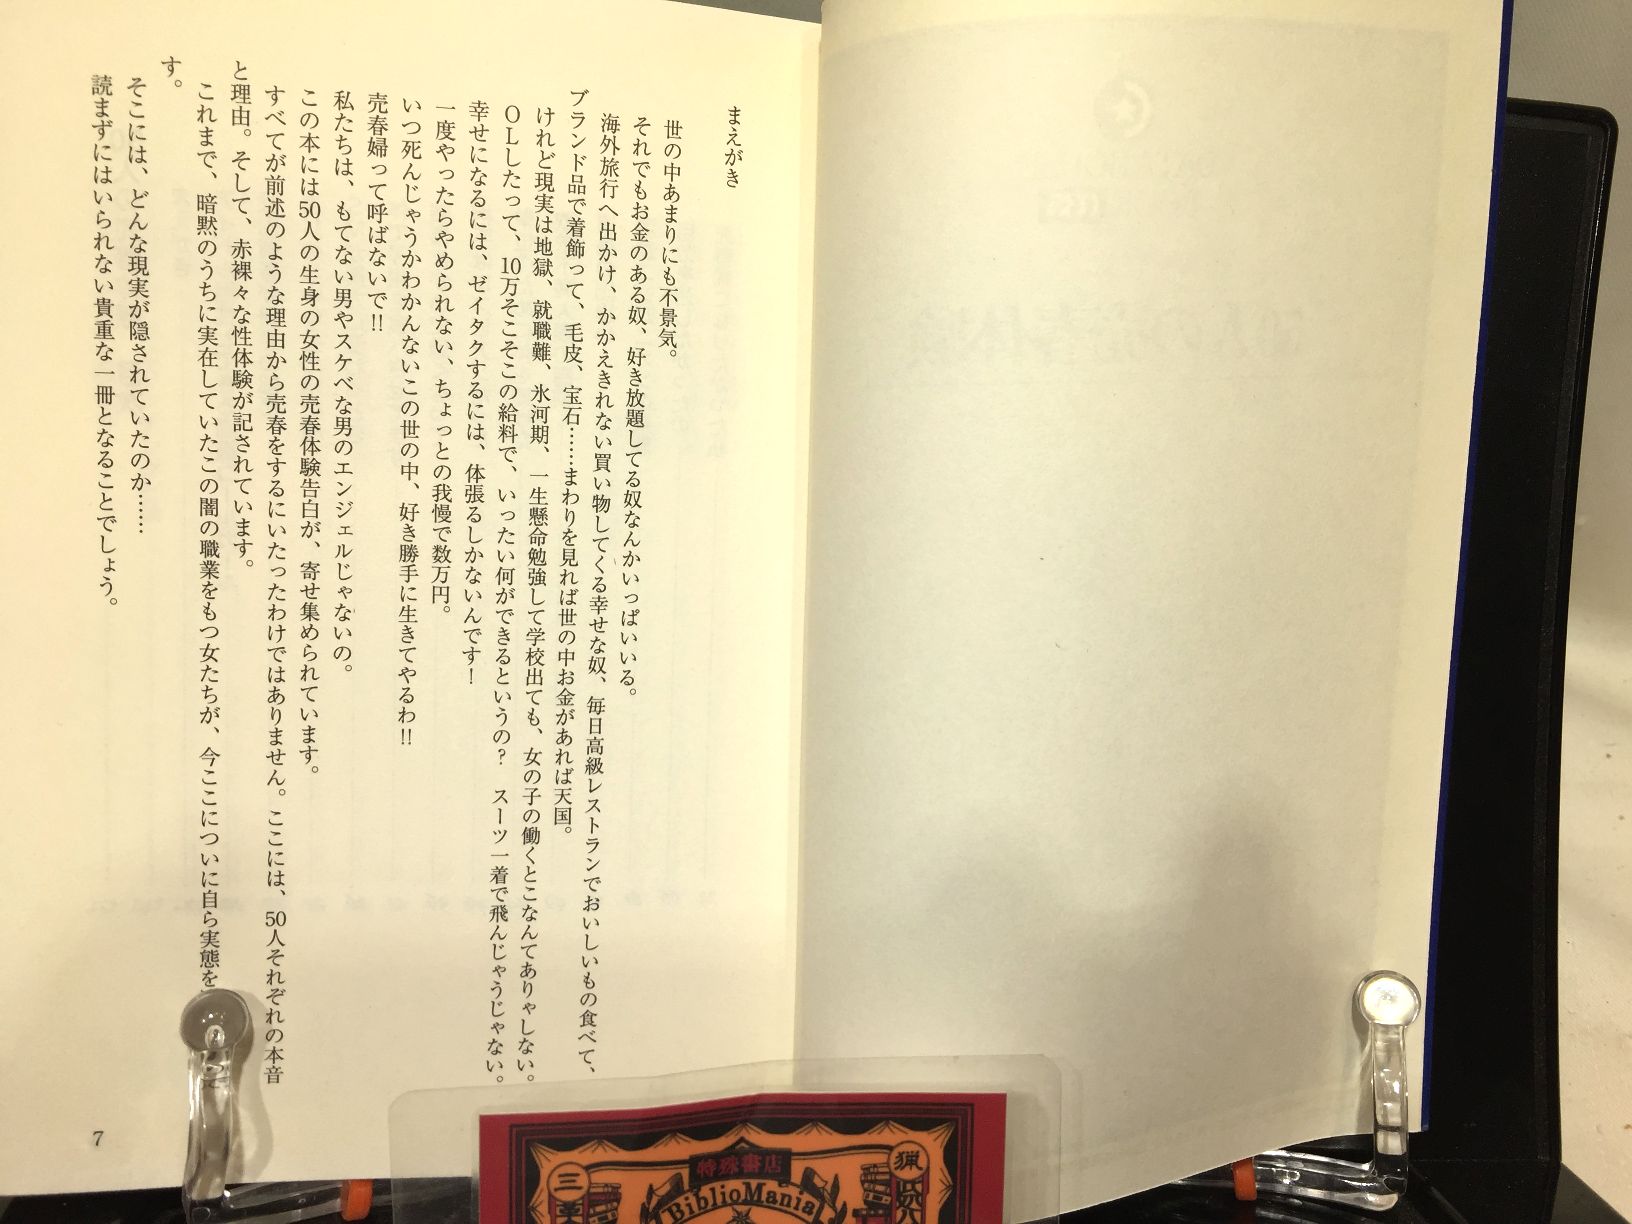 まえがき
世の中あまりにも不景気。
それでもお金のある奴、好き放題してる奴なんかいっぱいいる。
海外旅行へ出かけ、かかえきれない買い物してくる幸せな奴、毎日高級レストランでおいしいもの食べて、
ブランド品で着飾って、毛皮、宝石……まわりを見れば世の中お金があれば天国。
けれど現実は地獄、就職難、氷河期、一生懸命勉強して学校出ても、女の子の働くとこなんてありゃしない。
ＯＬしたって、10万そこそこの給料で、いったい何ができるというの？　スーツ一着で飛んじゃうじゃない。
幸せになるには、ゼイタクするには、体張るしかないんです！
一度やったらやめられない、ちょっとの我慢で数万円。
いつ死んじゃうかわかんないこの世の中、好き勝手に生きてやるわ!!
売春婦って呼ばないで!!
私たちは、もてない男やスケベな男のエンジェルじゃないの。
この本には50人の生身の女性の売春体験告白が、寄せ集められています。
すべてが前述のような理由から売春をするにいたったわけではありません。ここには、50人それぞれの本音
と理由。そして、赤裸々な性体験が記されています。
これまで、暗黙のうちに実在していたこの闇の職業をもつ女たちが、今ここについに自ら実態を
す。
そこには、どんな現実が隠されていたのか……
読まずにはいられない貴重な一冊となることでしょう。
7
特殊書店
BiblioMania
三
猟